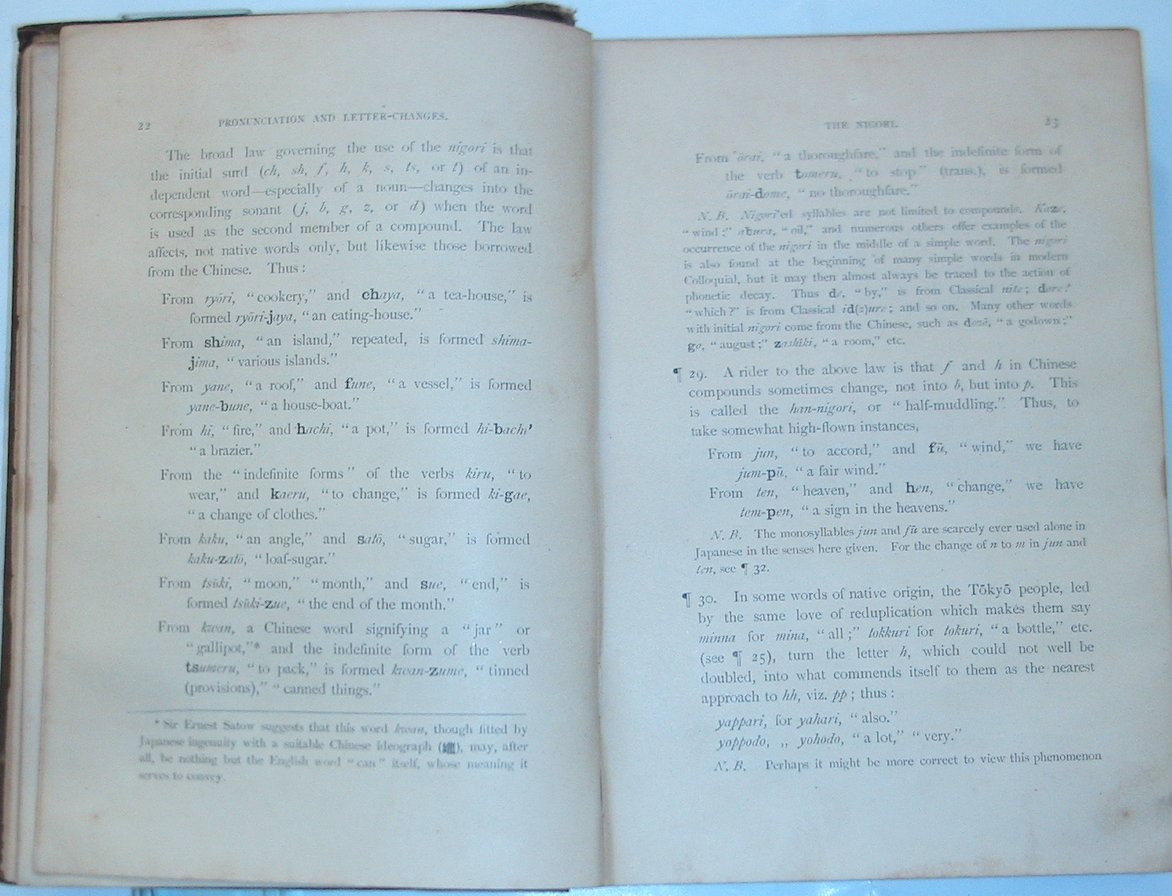 22 PRONUNCIATION AND LETTER-CHANGES.
The broad law governing the use of the nigori is that
the initial surd (ch, sh, f, h, k, s, ts, or t) of an in-
dependent word—especially of a noun—changes into the
corresponding sonant (j, b, g, z, or d) when the word
is used as the second member of a compound. The law
affects, not native words only, but likewise those borrowed
from the Chinese. Thus:
From ryōri, “cookery,” and chaya, “a tea-house,” is
formed ryōri-jaya, “an eating-house.”
From shima, “an island,” repeated, is formed shima-
jima, “various islands.”
From yane, “a roof,” and fune, “a vessel,” is formed
yane-bune, “a house-boat.”
From hi, “fire,” and hachi, “a pot,” is formed hi-bachi,
“a brazier.”
From the “indefinite forms” of the verbs kiru, “to
wear,” and kaeru, “to change,” is formed ki-gae,
“a change of clothes.”
From kaku, “an angle,” and satō, “sugar,” is formed
kaku-zatō, “loaf-sugar.”
From tsŭki, “moon,” “month,” and sue, “end,” is
formed tsŭki-zue, “the end of the month.”
From kwan, a Chinese word signifying a “jar” or
“gallipot,”* and the indefinite form of the verb
tsumeru, “to pack,” is formed kwan-zume, “tinned
(provisions),” “canned things.”
* Sir Ernest Satow suggests that this word kwan, though fitted by
Japanese ingenuity with a suitable Chinese ideograph (罐), may, after
all, be nothing but the English word “can” itself, whose meaning it
serves to convey.
THE NIGORI. 23
From ōrai, “a thoroughfare,” and the indefinite form of
the verb tomeru, “to stop” (trans.), is formed
ōrai-dome, “no thoroughfare.”
N. B. Nigori'ed syllables are not limited to compounds. Kaze,
“wind;” abura, “oil,” and numerous others offer examples of the
occurrence of the nigori in the middle of a simple word. The nigori
is also found at the beginning of many simple words in modern
Colloquial, but it may then almost always be traced to the action of
phonetic decay. Thus de, “by,” is from Classical nite; dore?
“which?” is from Classical id(z)ure; and so on. Many other words
with initial nigori come from the Chinese, such as dozō, “a godown;”
go, “august;” zashiki, “a room,” etc.
¶ 29. A rider to the above law is that f and h in Chinese
compounds sometimes change, not into b, but into p. This
is called the han-nigori, or “half-muddling.” Thus, to
take somewhat high-flown instances,
From jun, “to accord,” and fū, “wind,” we have
jum-pū, “a fair wind.”
From ten, “heaven,” and hen, “change,” we have
tem-pen, “a sign in the heavens.”
N. B. The monosyllables jun and fū are scarcely ever used alone in
Japanese in the senses here given. For the change of n to m in jun and
ten, see ¶ 32.
¶ 30. In some words of native origin, the Tōkyō people, led
by the same love of reduplication which makes them say
minna for mina, “all;” tokkuri for tokuri, “a bottle,” etc.
(see ¶ 25), turn the letter h, which could not well be
doubled, into what commends itself to them as the nearest
approach to hh, viz. pp; thus:
yappari, for yahari, “also.”
yoppodo, „ yohodo, “a lot,” “very.”
N. B. Perhaps it might be more correct to view this phenomenon